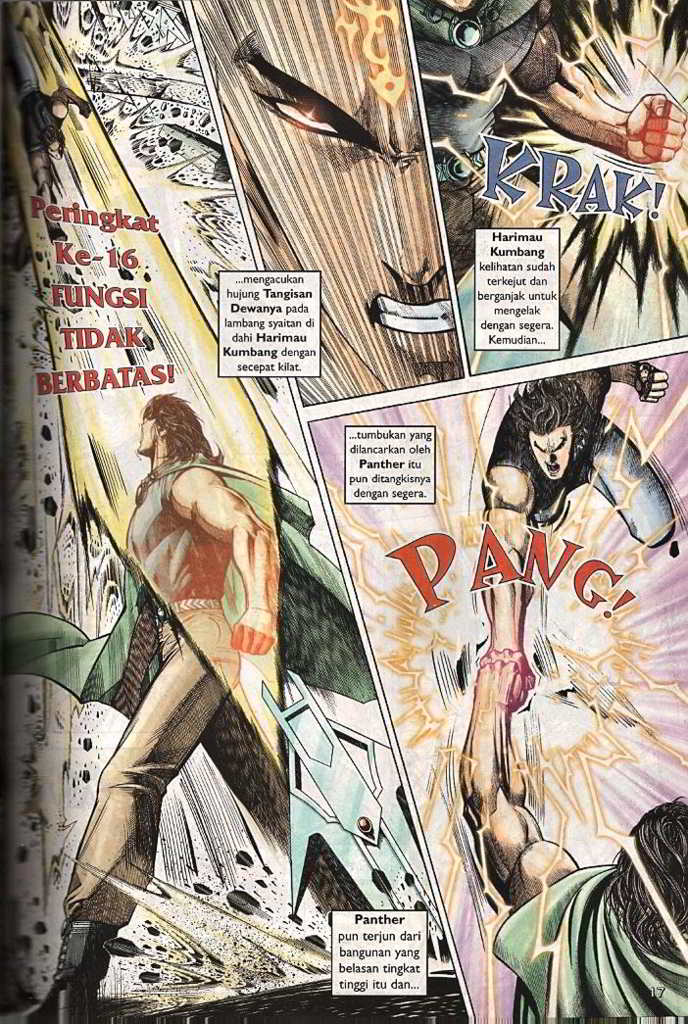 Peringkat
Ke-16
FUNGSI
TIDAK
BERBATAS!
...mengacukan
hujung Tangisan
Dewanya pada
lambang syaitan di
dahi Harimau
Kumbang dengan
secepat kilat.
KRAK!
Harimau
Kumbang
kelihatan sudah
terkejut dan
berganjak untuk
mengelak
dengan segera.
Kemudian...
...tumbukan yang
dilancarkan oleh
Panther itu
pun ditangkisnya
dengan segera.
PANG!
Panther
pun terjun dari
bangunan yang
belasan tingkat
tinggi itu dan...
17